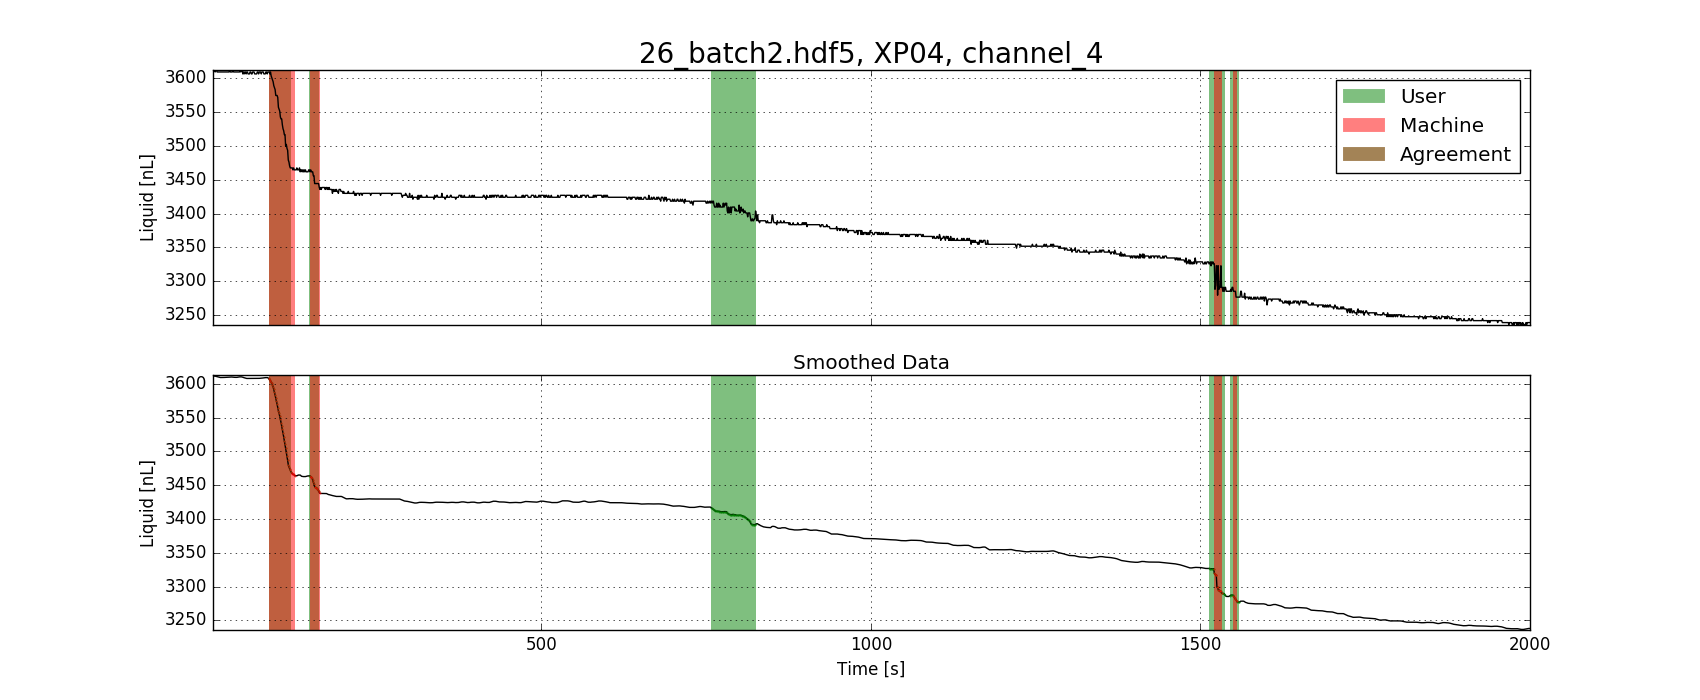 26_batch2.hdf5, XP04, channel_4
3600
3550
3500
3450
3400
3350
3300
3250
Liquid [nL]
User
Machine
Agreement
Smoothed Data
3600
3550
3500
3450
3400
3350
3300
3250
Liquid [nL]
500 1000 1500 2000
Time [s]